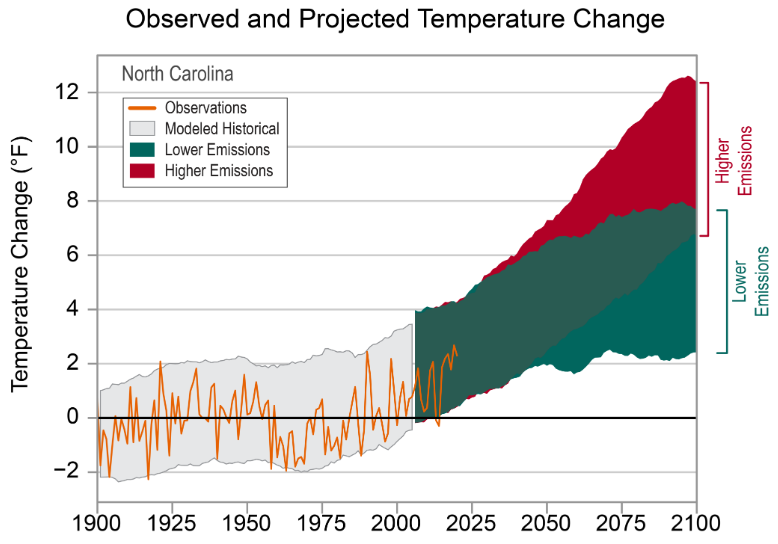 Observed and Projected Temperature Change
North Carolina
Observations
Modeled Historical
Lower Emissions
Higher Emissions
Temperature Change (°F)
12
10
8
6
4
2
0
−2
1900 1925 1950 1975 2000 2025 2050 2075 2100
Higher
Emissions
Lower
Emissions